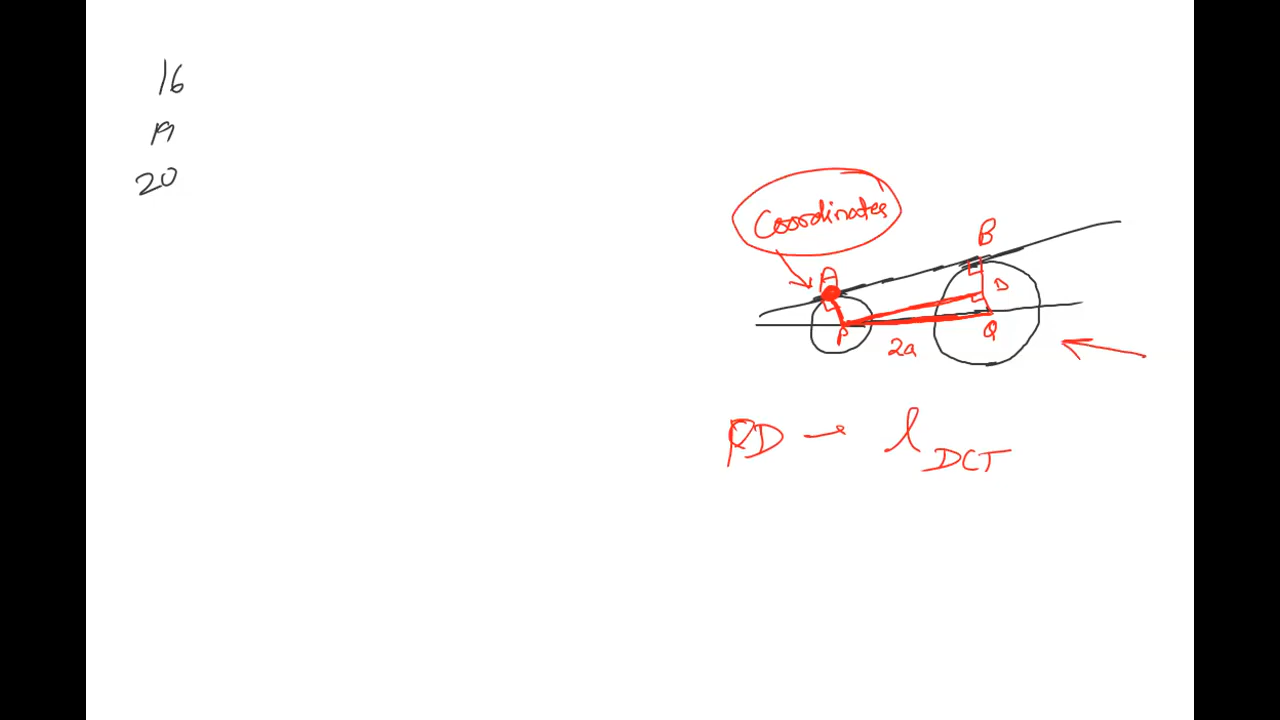 16
19
20
Coordinates
B
A
D
P
Q
2a
PD → l DCT